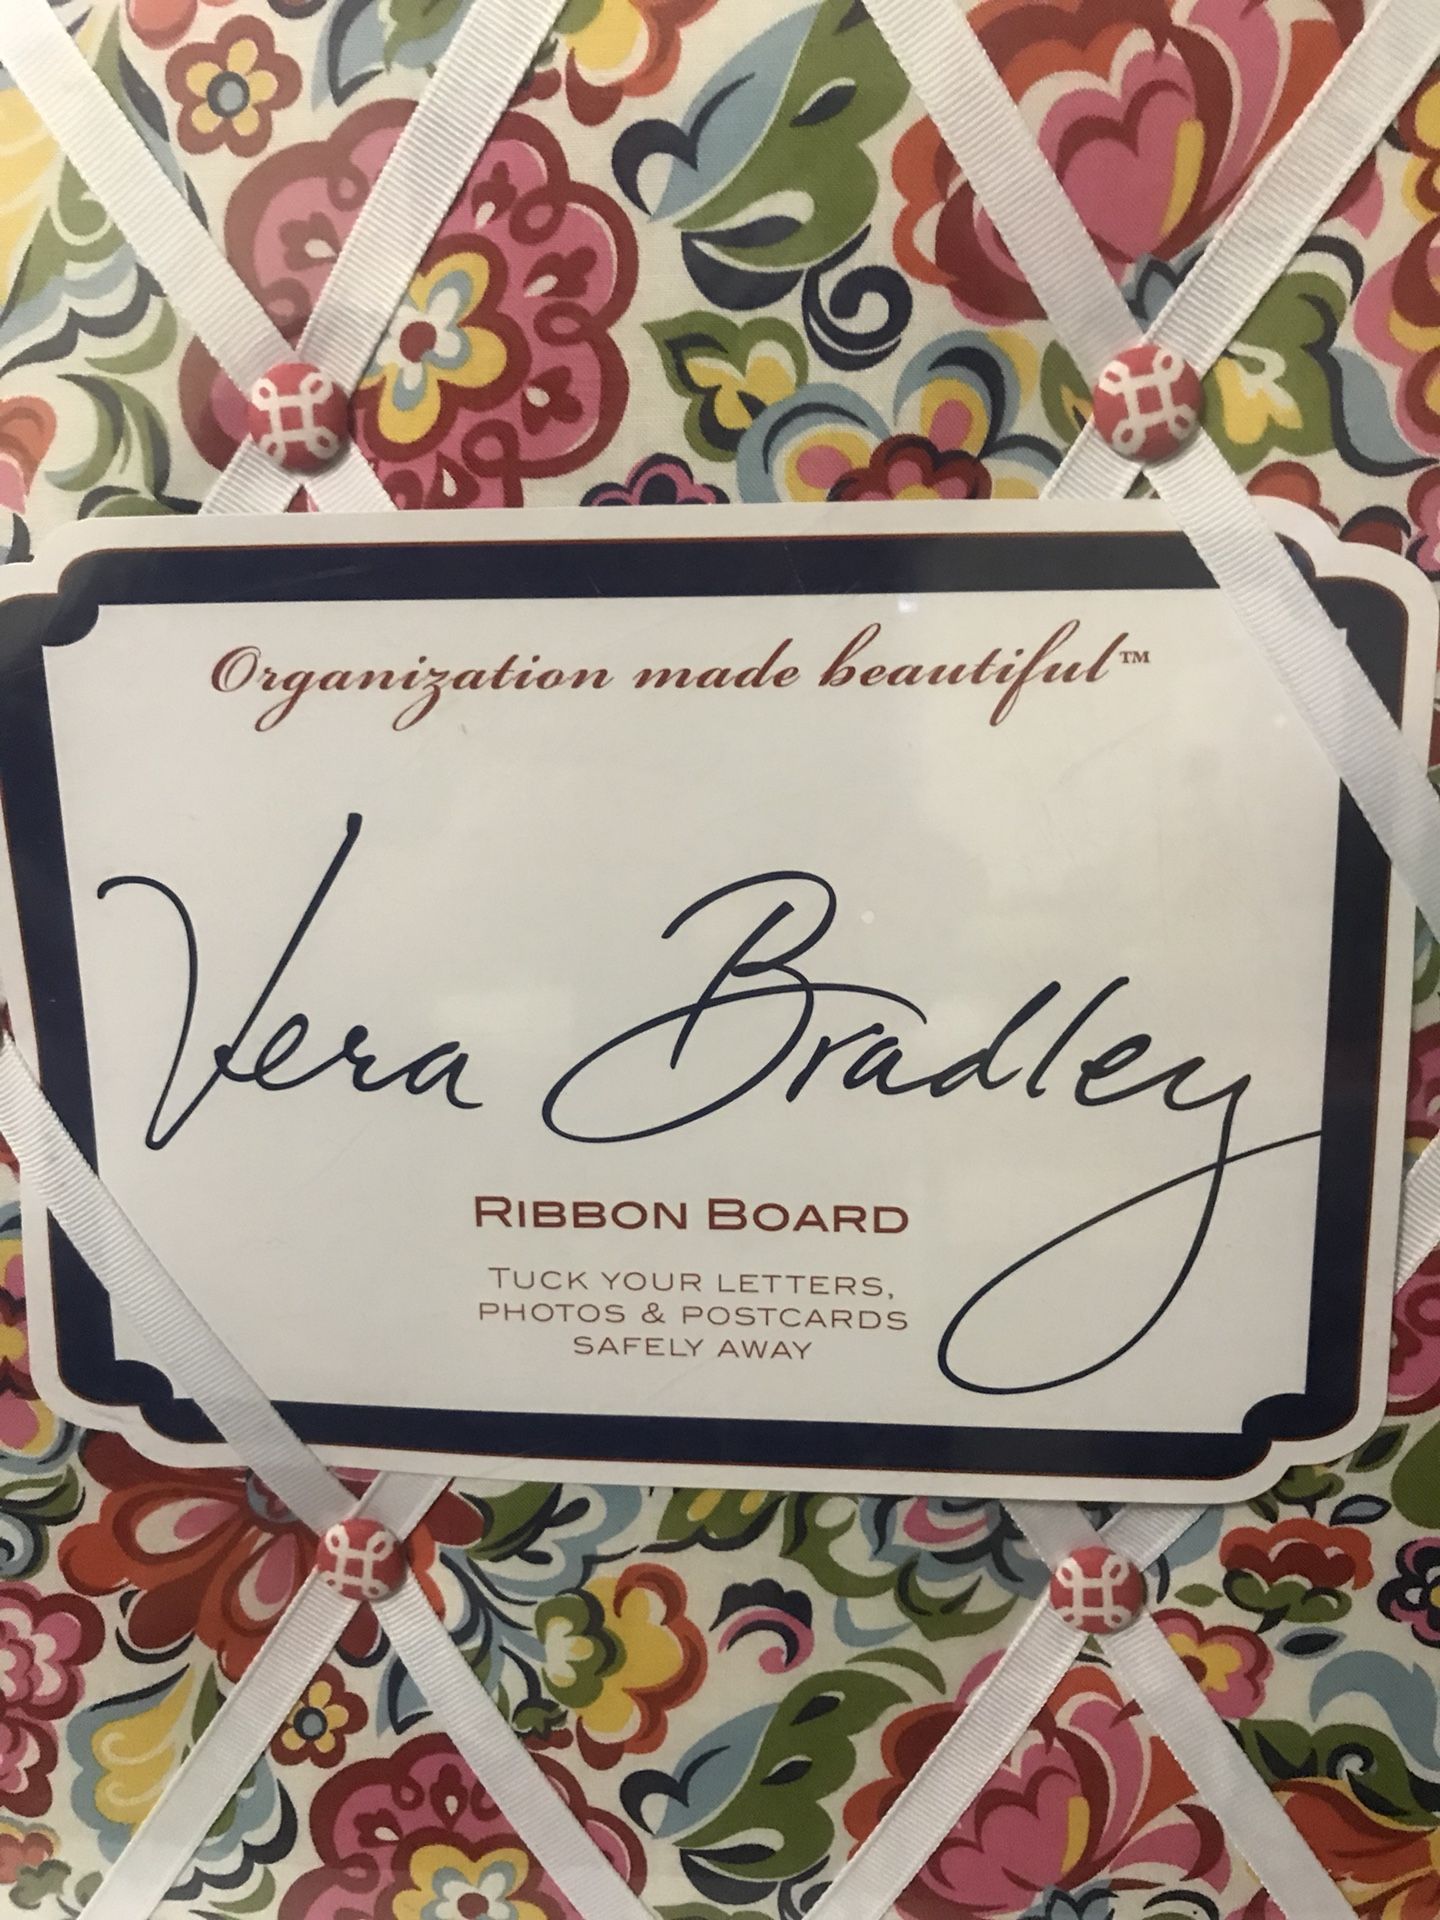 Organization made beautiful™
Vera Bradley
RIBBON BOARD
TUCK YOUR LETTERS,
PHOTOS & POSTCARDS
SAFELY AWAY